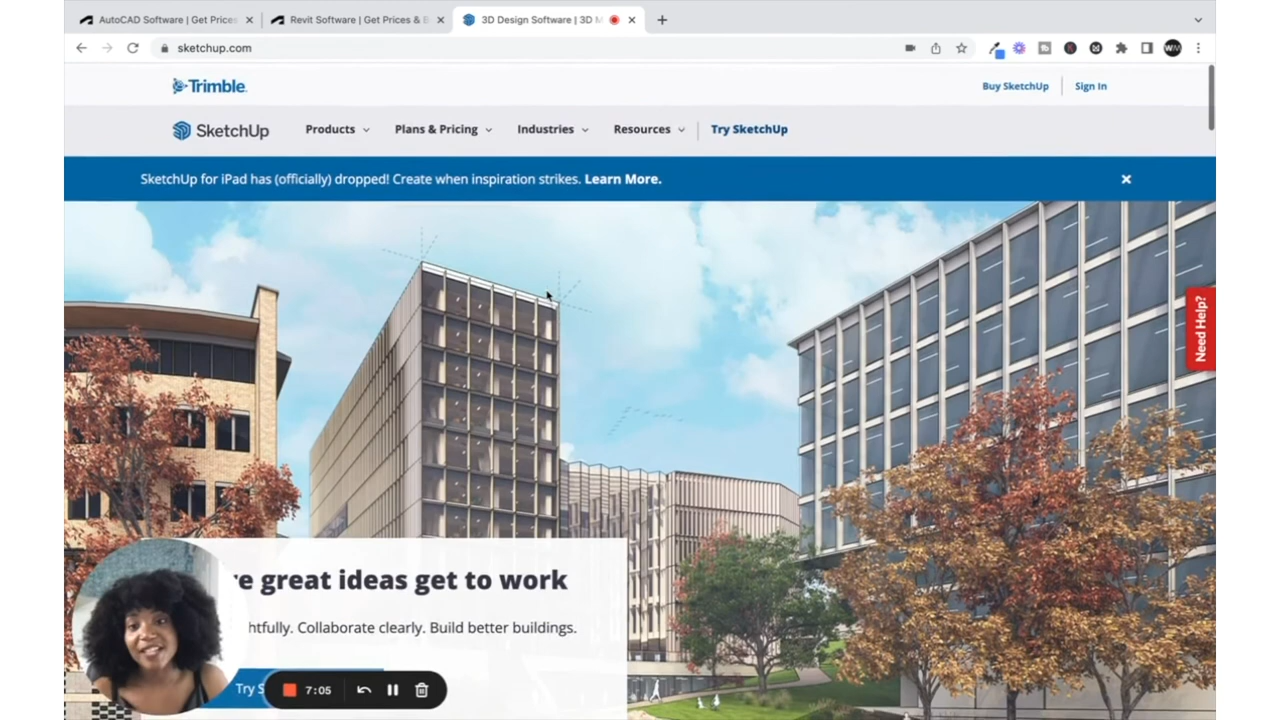 AutoCAD Software | Get Prices
Revit Software | Get Prices & B
3D Design Software | 3D M
sketchup.com
WM
Trimble
Buy SketchUp
Sign In
SketchUp
Products
Plans & Pricing
Industries
Resources
Try SketchUp
SketchUp for iPad has (officially) dropped! Create when inspiration strikes. Learn More.
Need Help?
re great ideas get to work
htfully. Collaborate clearly. Build better buildings.
Try S
7:05